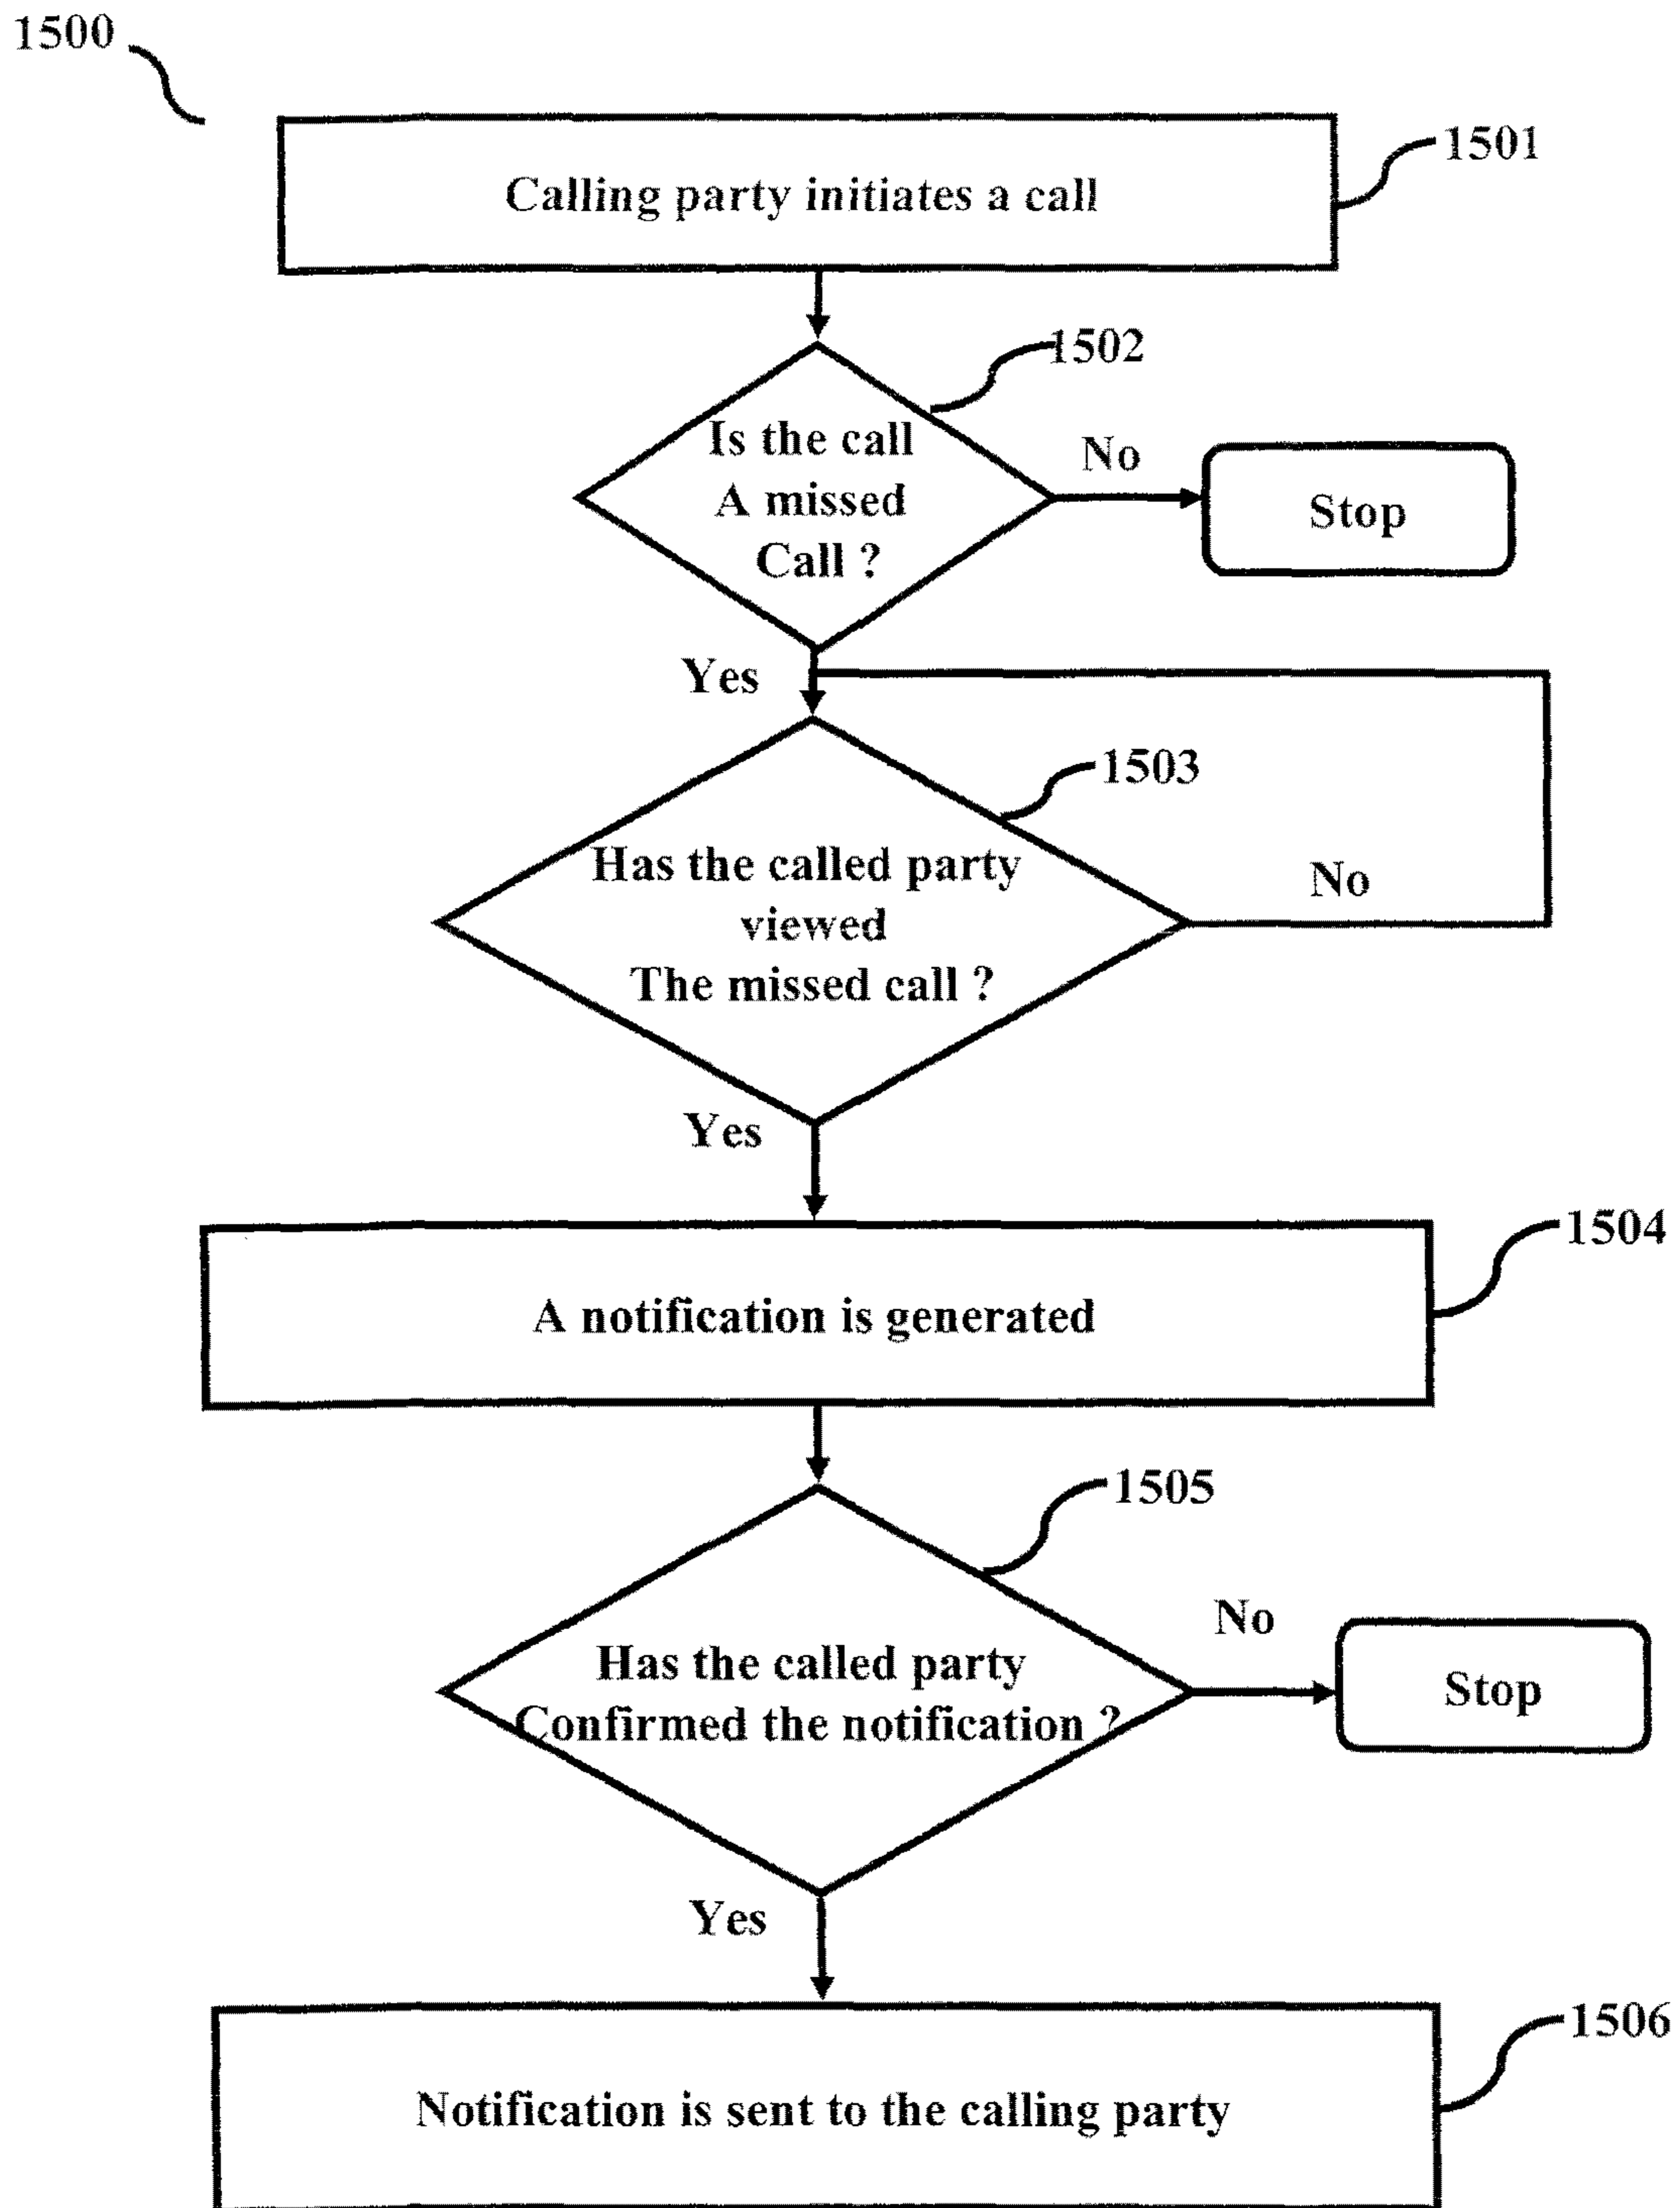 1500
1501
Calling party initiates a call
1502
Is the call
A missed
Call ?
No
Stop
Yes
1503
Has the called party
viewed
The missed call ?
No
Yes
1504
A notification is generated
1505
Has the called party
Confirmed the notification ?
No
Stop
Yes
1506
Notification is sent to the calling party